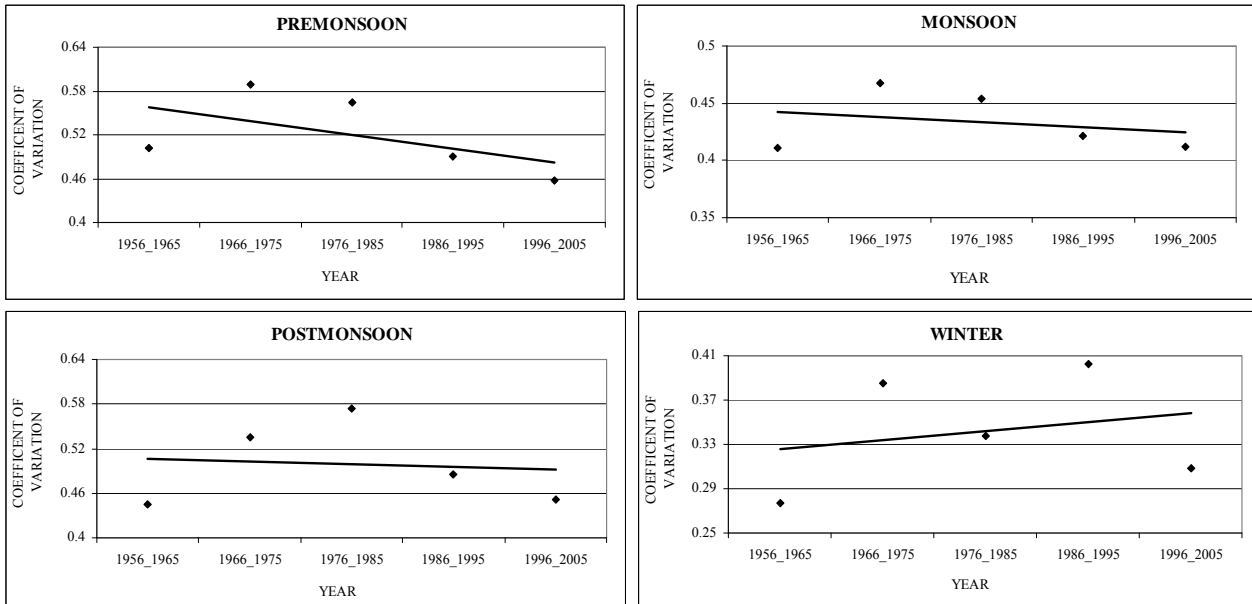 PREMONSOON
COEFFICENT OF
VARIATION
0.64
0.58
0.52
0.46
0.4
1956_1965 1966_1975 1976_1985 1986_1995 1996_2005
YEAR
MONSOON
COEFFICENT OF
VARIATION
0.5
0.45
0.4
0.35
1956_1965 1966_1975 1976_1985 1986_1995 1996_2005
YEAR
POSTMONSOON
COEFFICENT OF
VARIATION
0.64
0.58
0.52
0.46
0.4
1956_1965 1966_1975 1976_1985 1986_1995 1996_2005
YEAR
WINTER
COEFFICENT OF
VARIATION
0.41
0.37
0.33
0.29
0.25
1956_1965 1966_1975 1976_1985 1986_1995 1996_2005
YEAR